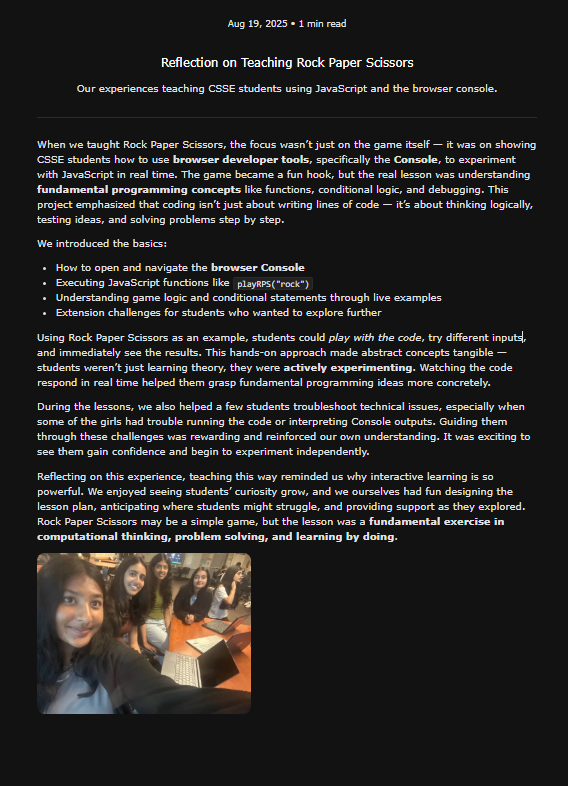 Aug 19, 2025 • 1 min read
Reflection on Teaching Rock Paper Scissors
Our experiences teaching CSSE students using JavaScript and the browser console.
When we taught Rock Paper Scissors, the focus wasn’t just on the game itself — it was on showing
CSSE students how to use browser developer tools, specifically the Console, to experiment
with JavaScript in real time. The game became a fun hook, but the real lesson was understanding
fundamental programming concepts like functions, conditional logic, and debugging. This
project emphasized that coding isn’t just about writing lines of code — it’s about thinking logically,
testing ideas, and solving problems step by step.
We introduced the basics:
• How to open and navigate the browser Console
• Executing JavaScript functions like playRPS("rock")
• Understanding game logic and conditional statements through live examples
• Extension challenges for students who wanted to explore further
Using Rock Paper Scissors as an example, students could play with the code, try different inputs,
and immediately see the results. This hands-on approach made abstract concepts tangible —
students weren’t just learning theory, they were actively experimenting. Watching the code
respond in real time helped them grasp fundamental programming ideas more concretely.
During the lessons, we also helped a few students troubleshoot technical issues, especially when
some of the girls had trouble running the code or interpreting Console outputs. Guiding them
through these challenges was rewarding and reinforced our own understanding. It was exciting to
see them gain confidence and begin to experiment independently.
Reflecting on this experience, teaching this way reminded us why interactive learning is so
powerful. We enjoyed seeing students’ curiosity grow, and we ourselves had fun designing the
lesson plan, anticipating where students might struggle, and providing support as they explored.
Rock Paper Scissors may be a simple game, but the lesson was a fundamental exercise in
computational thinking, problem solving, and learning by doing.